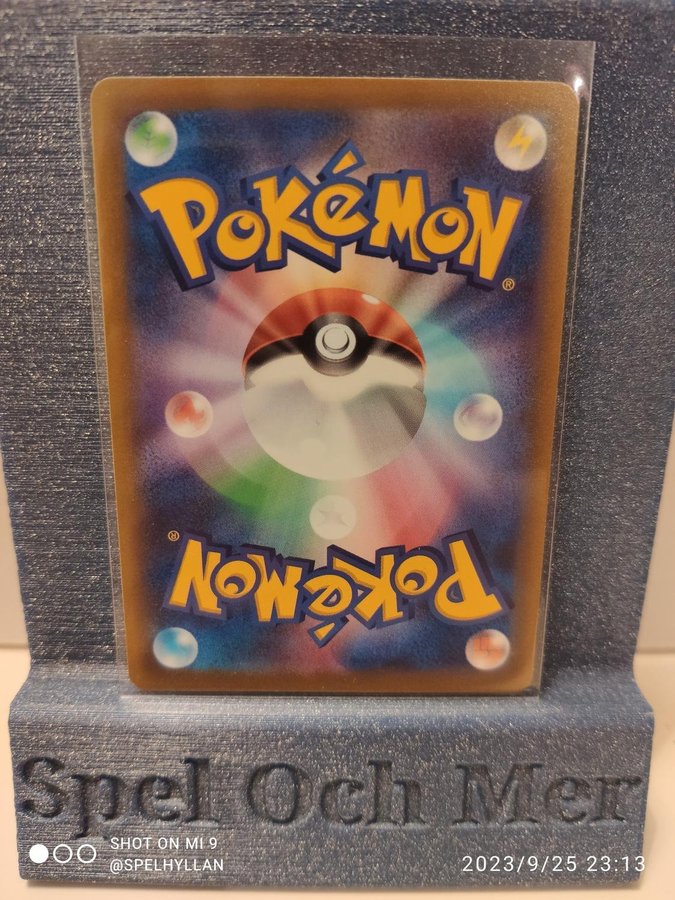 POKéMON
®
POKéMON
®
Spel Och Mer
SHOT ON MI 9
@SPELHYLLAN
2023/9/25 23:13